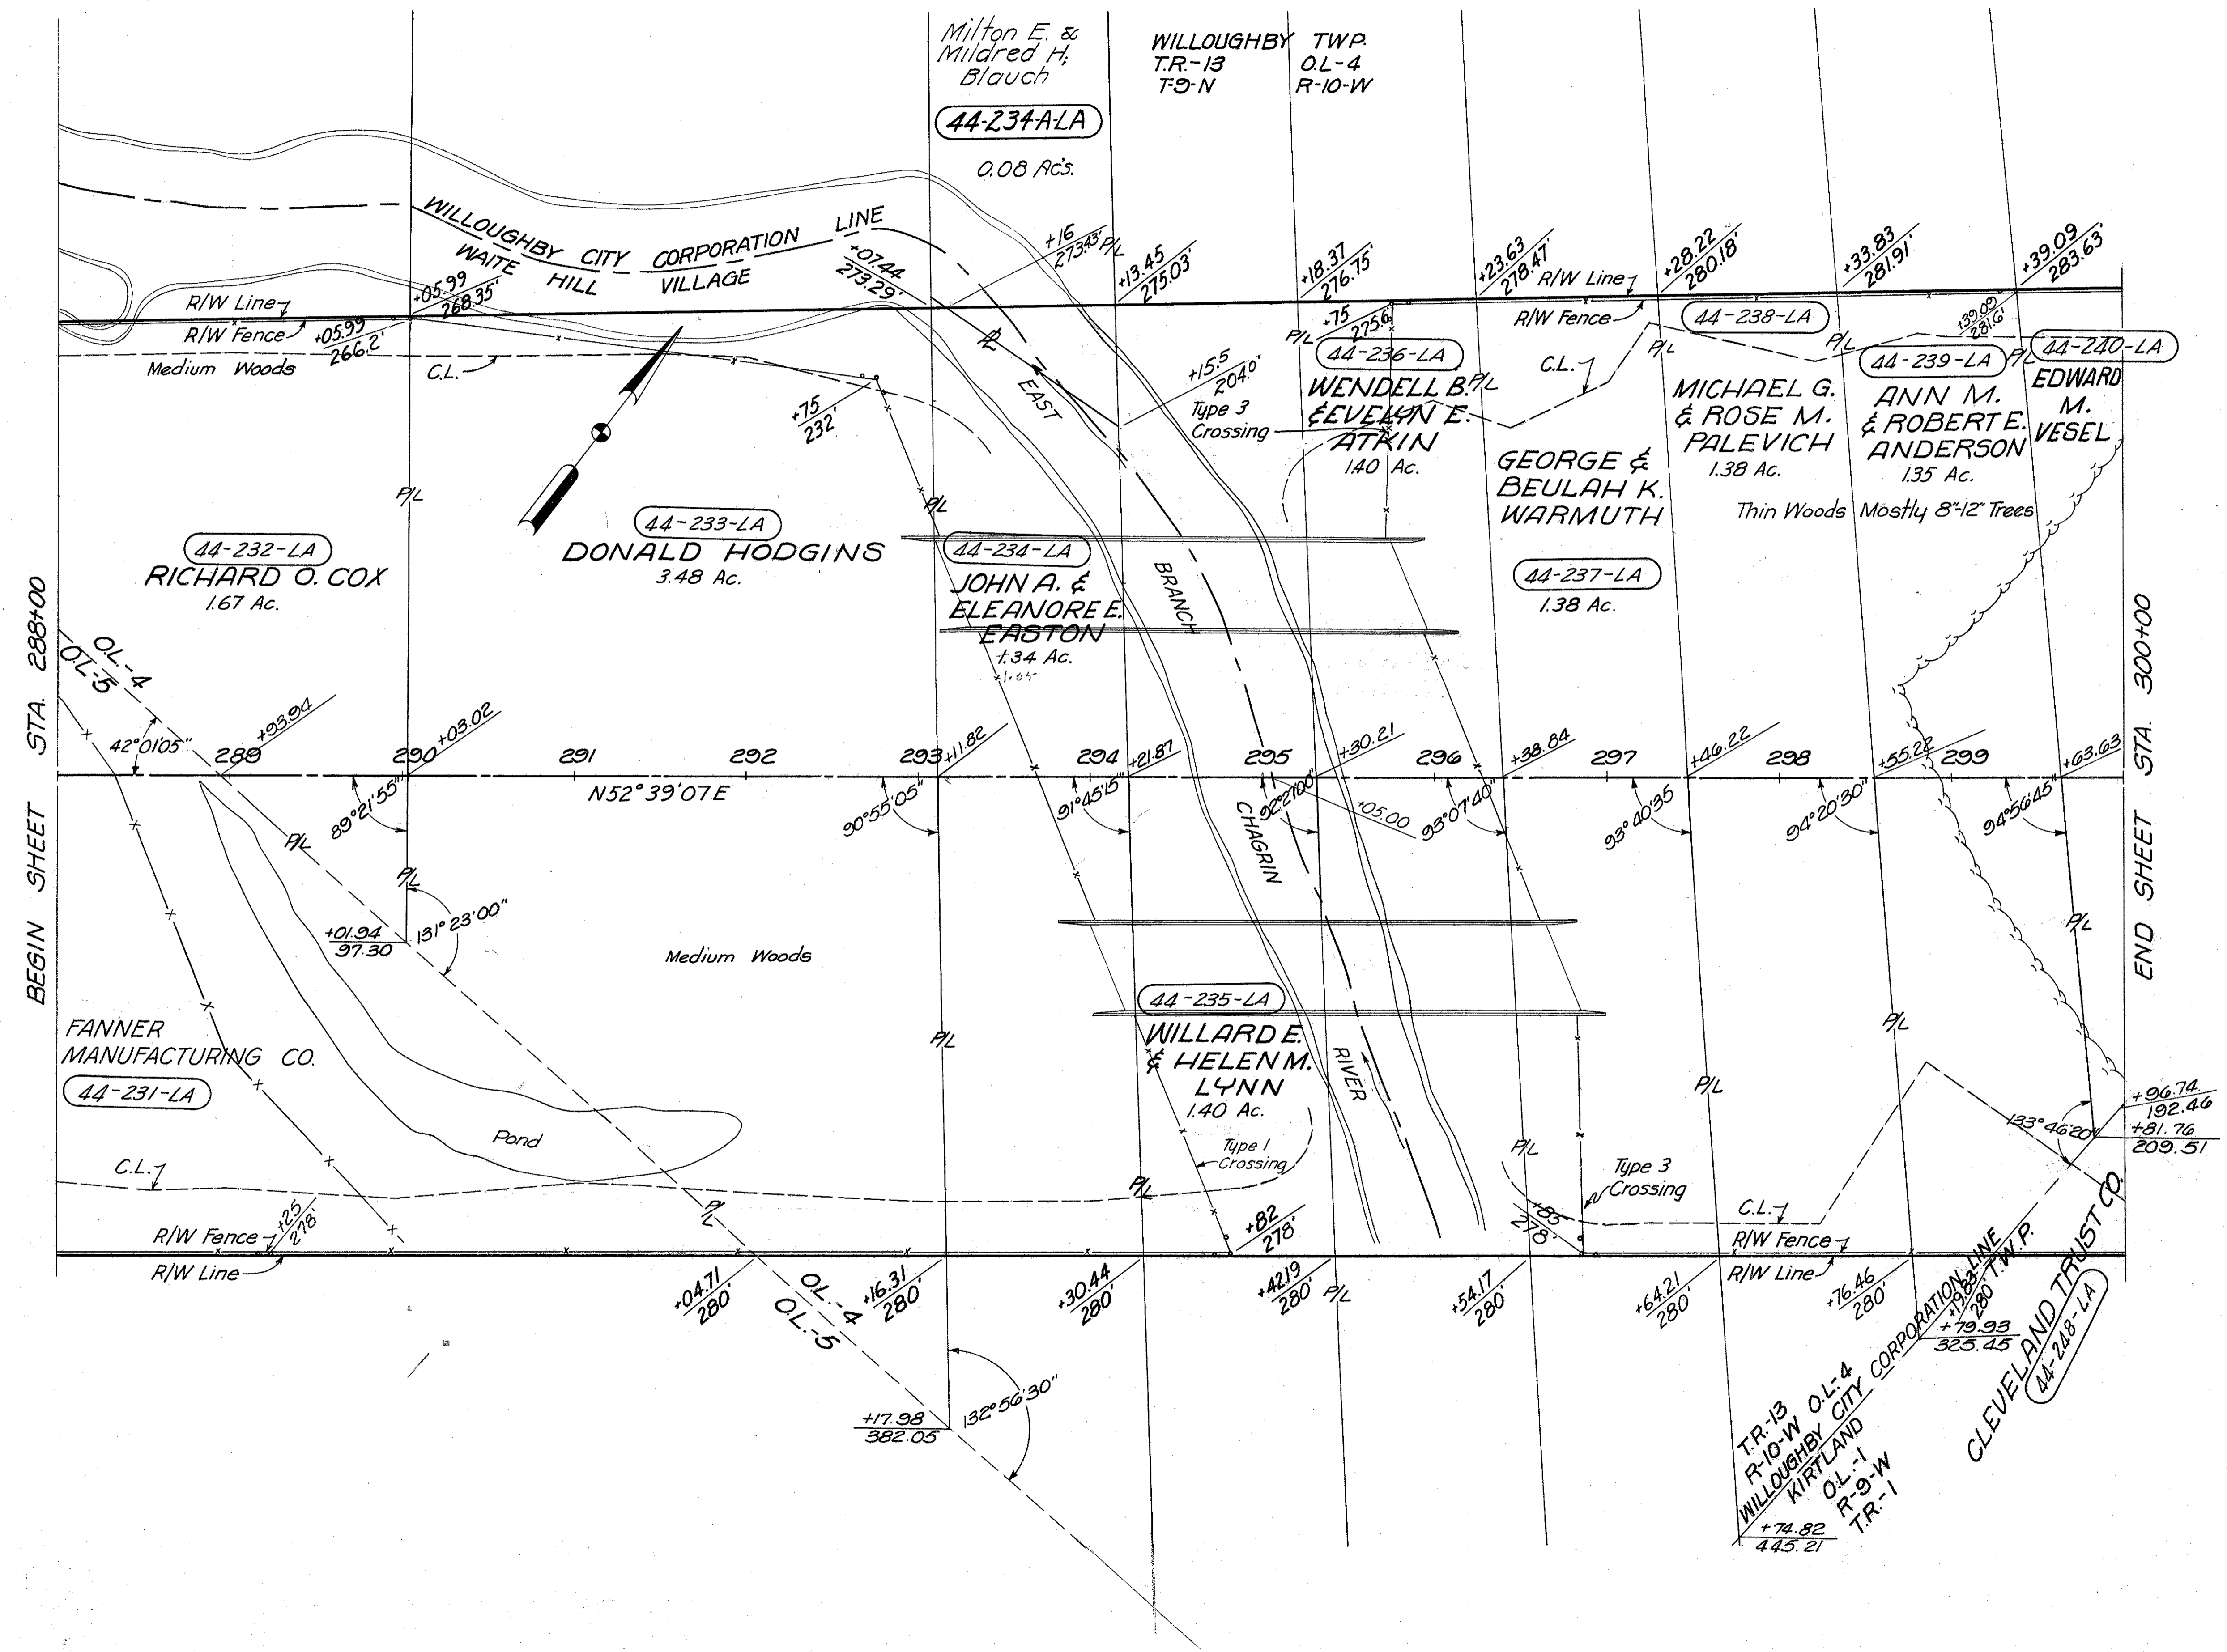 Milton E. &
Mildred H.
Blauch
44-234-A-LA
0.08 Ac's.
WILLOUGHBY TWP.
T.R.-13 O.L-4
T-9-N R-10-W
WILLOUGHBY CITY CORPORATION LINE
WAITE HILL VILLAGE
R/W Line
R/W Fence
Medium Woods
C.L.
+05.99
268.35'
+05.99
266.2'
+07.44
273.29'
+16
273.43'
P/L
+13.45
275.03'
+18.37
276.75'
+23.63
278.47'
R/W Line
R/W Fence
+28.22
280.18'
+33.83
281.91'
+39.09
283.63'
+39.09
281.6'
+75
232'
P/L
EAST
+15.5
204.0'
Type 3
Crossing
P/L
+75
275.6
44-236-LA
WENDELL B.
& EVELYN E.
ATKIN
1.40 Ac.
P/L
C.L.
P/L
44-238-LA
MICHAEL G.
& ROSE M.
PALEVICH
1.38 Ac.
P/L
44-239-LA
ANN M.
& ROBERT E.
ANDERSON
1.35 Ac.
P/L
44-240-LA
EDWARD
M.
VESEL
GEORGE &
BEULAH K.
WARMUTH
44-237-LA
1.38 Ac.
Thin Woods Mostly 8"-12" Trees
P/L
P/L
44-232-LA
RICHARD O. COX
1.67 Ac.
44-233-LA
DONALD HODGINS
3.48 Ac.
44-234-LA
JOHN A. &
ELEANORE E.
EASTON
1.34 Ac.
BRANCH
BEGIN SHEET STA. 288+00
END SHEET STA. 300+00
O.L.-4
O.L.-5
42°01'05"
289
+93.94
290
+03.02
291
292
293
+11.82
294
+21.87
295
+30.21
296
+38.84
297
+46.22
298
+55.22
299
+63.63
N52°39'07E
89°21'55"
90°55'05"
91°45'15"
92°21'00"
+05.00
93°07'40"
93°40'35
94°20'30"
94°56'45"
CHAGRIN
P/L
P/L
+01.94
97.30
131°23'00"
Medium Woods
P/L
P/L
P/L
P/L
FANNER
MANUFACTURING CO.
44-231-LA
Pond
44-235-LA
WILLARD E.
& HELEN M.
LYNN
1.40 Ac.
Type 1
Crossing
RIVER
P/L
Type 3
Crossing
+96.74
192.46
+81.76
209.51
133°46'20"
C.L.
P/L
P/L
R/W Fence
+25
278'
R/W Line
+82
278'
+83
278'
C.L.
R/W Fence
R/W Line
+04.71
280'
O.L.-4
O.L.-5
+16.31
280'
+30.44
280'
+42.19
280'
P/L
+54.17
280'
+64.21
280'
+76.46
280'
+19.83
280'
+79.93
325.45
+17.98
382.05
132°56'30"
T.R.-13
R-10-W O.L.-4
WILLOUGHBY CITY CORPORATION LINE
KIRTLAND T.W.P.
O.L.-1
R-9-W
T.R.-1
+74.82
445.21
CLEVELAND TRUST CO.
44-248-LA